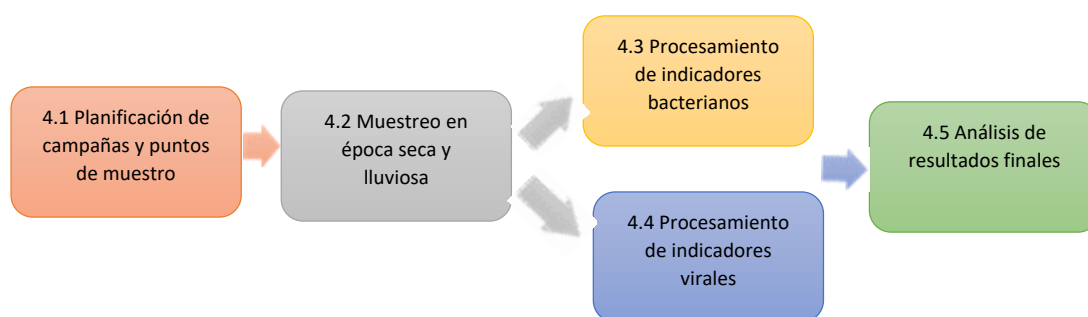 4.1 Planificación de
campañas y puntos
de muestro
4.2 Muestreo en
época seca y
lluviosa
4.3 Procesamiento
de indicadores
bacterianos
4.4 Procesamiento
de indicadores
virales
4.5 Análisis de
resultados finales